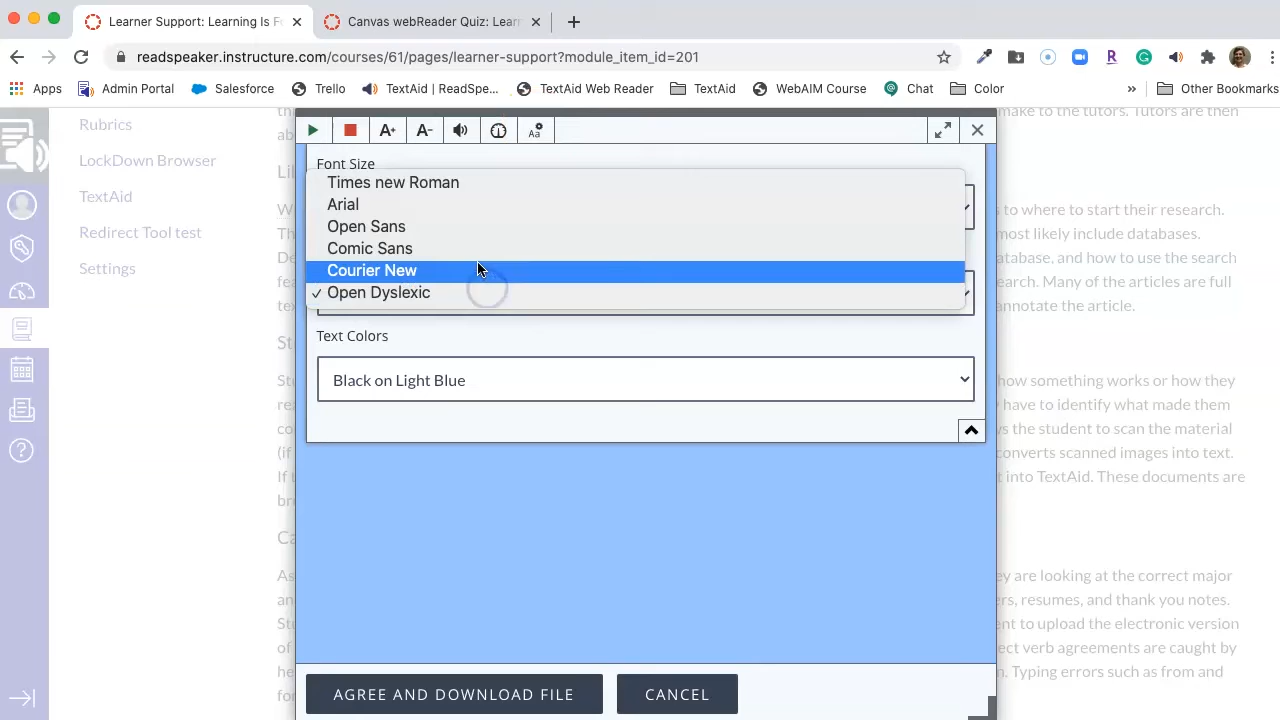 Learner Support: Learning Is F
Canvas webReader Quiz: Lear
readspeaker.instructure.com/courses/61/pages/learner-support?module_item_id=201
Apps
Admin Portal
Salesforce
Trello
TextAid | ReadSpe...
TextAid Web Reader
TextAid
WebAIM Course
Chat
Color
»
Other Bookmarks
Rubrics
LockDown Browser
TextAid
Redirect Tool test
Settings
make to the tutors. Tutors are then
A+
A-
Aa
Font Size
Times new Roman
Arial
Open Sans
Comic Sans
Courier New
✓ Open Dyslexic
Text Colors
Black on Light Blue
AGREE AND DOWNLOAD FILE
CANCEL
s to where to start their research.
most likely include databases.
atabase, and how to use the search
earch. Many of the articles are full
annotate the article.
how something works or how they
have to identify what made them
ys the student to scan the material
converts scanned images into text.
t into TextAid. These documents are
ey are looking at the correct major
ers, resumes, and thank you notes.
ent to upload the electronic version
ect verb agreements are caught by
n. Typing errors such as from and